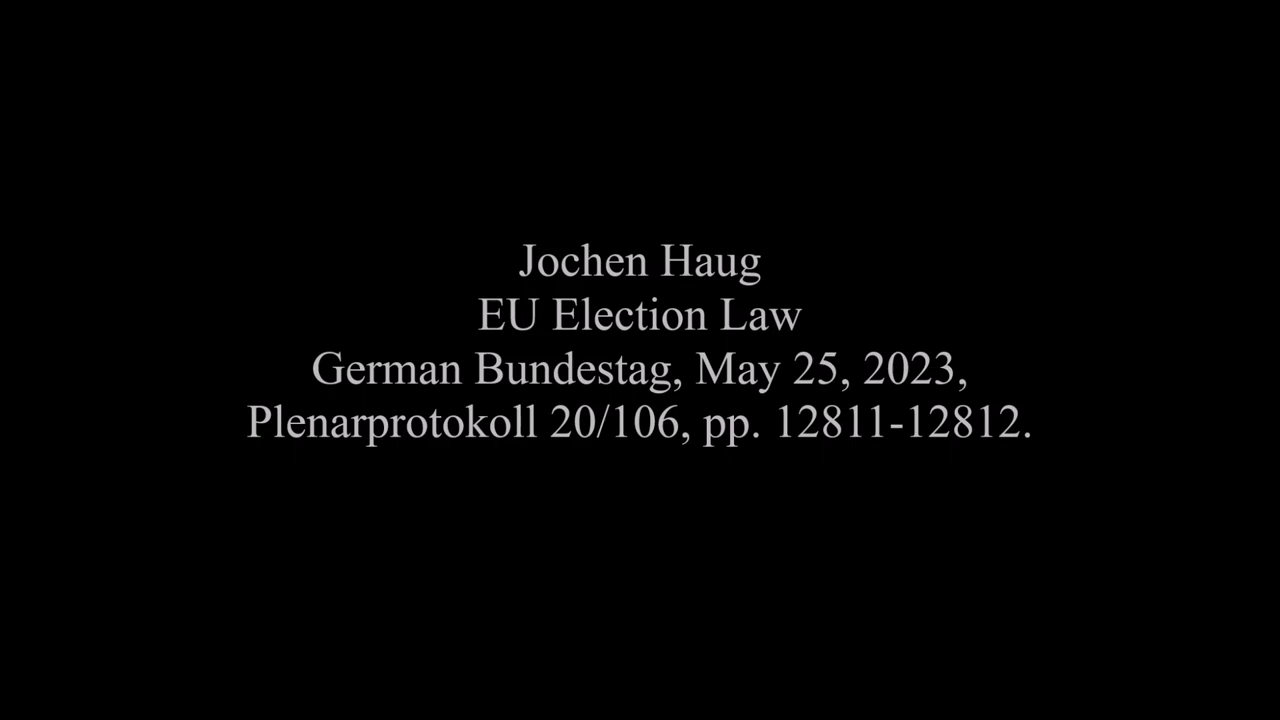 Jochen Haug
EU Election Law
German Bundestag, May 25, 2023,
Plenarprotokoll 20/106, pp. 12811-12812.